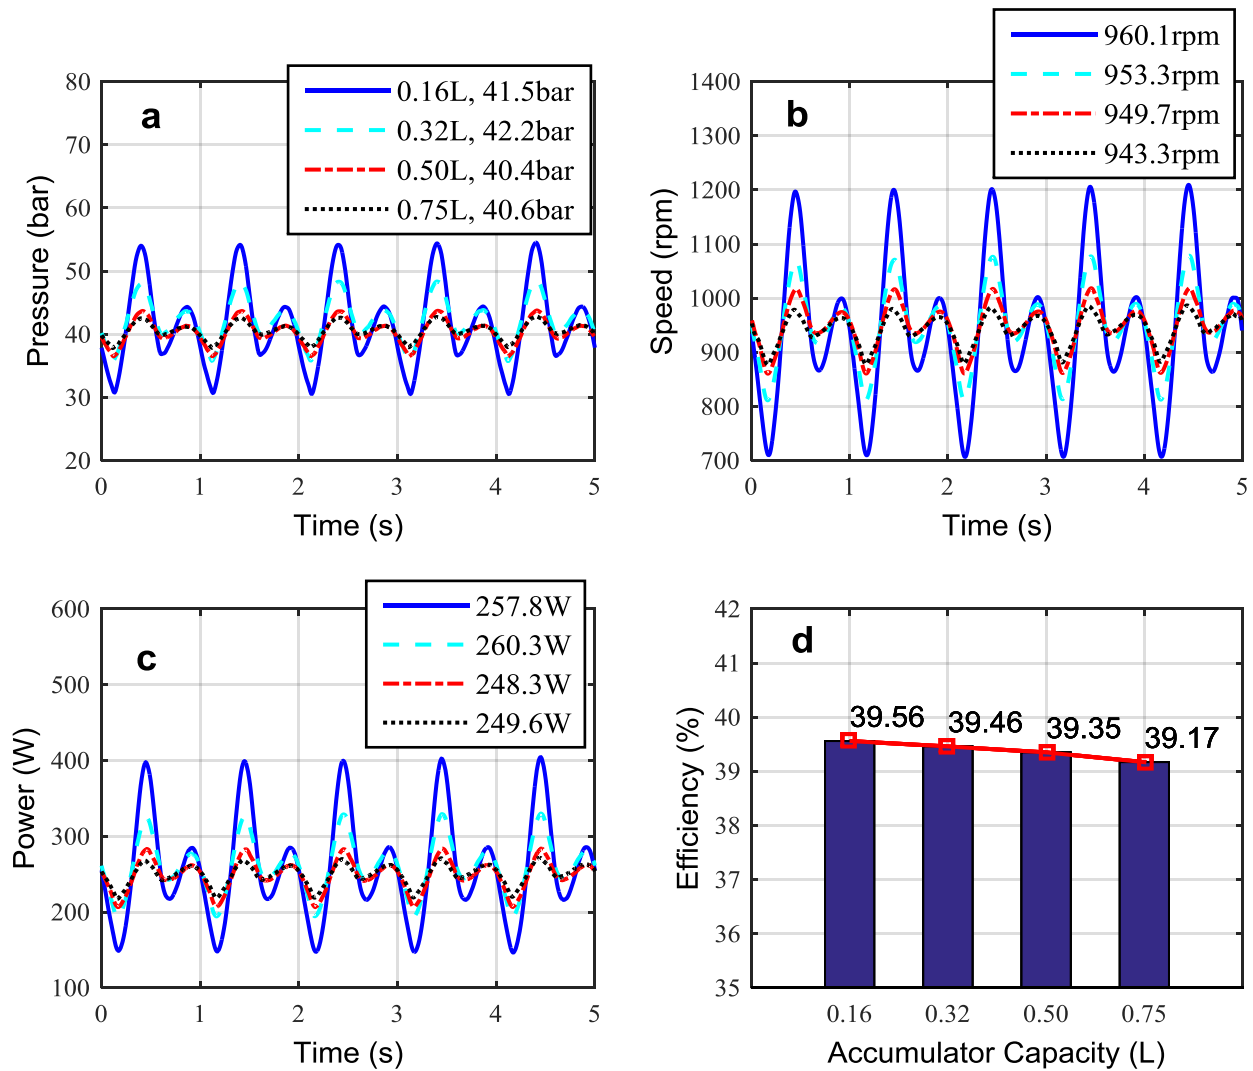 a
0.16L, 41.5bar
0.32L, 42.2bar
0.50L, 40.4bar
0.75L, 40.6bar
80
70
60
50
40
30
20
Pressure (bar)
0 1 2 3 4 5
Time (s)
b
960.1rpm
953.3rpm
949.7rpm
943.3rpm
1400
1300
1200
1100
1000
900
800
700
Speed (rpm)
0 1 2 3 4 5
Time (s)
c
257.8W
260.3W
248.3W
249.6W
600
500
400
300
200
100
Power (W)
0 1 2 3 4 5
Time (s)
d
42
41
40
39
38
37
36
35
Efficiency (%)
39.56 39.46 39.35 39.17
0.16 0.32 0.50 0.75
Accumulator Capacity (L)